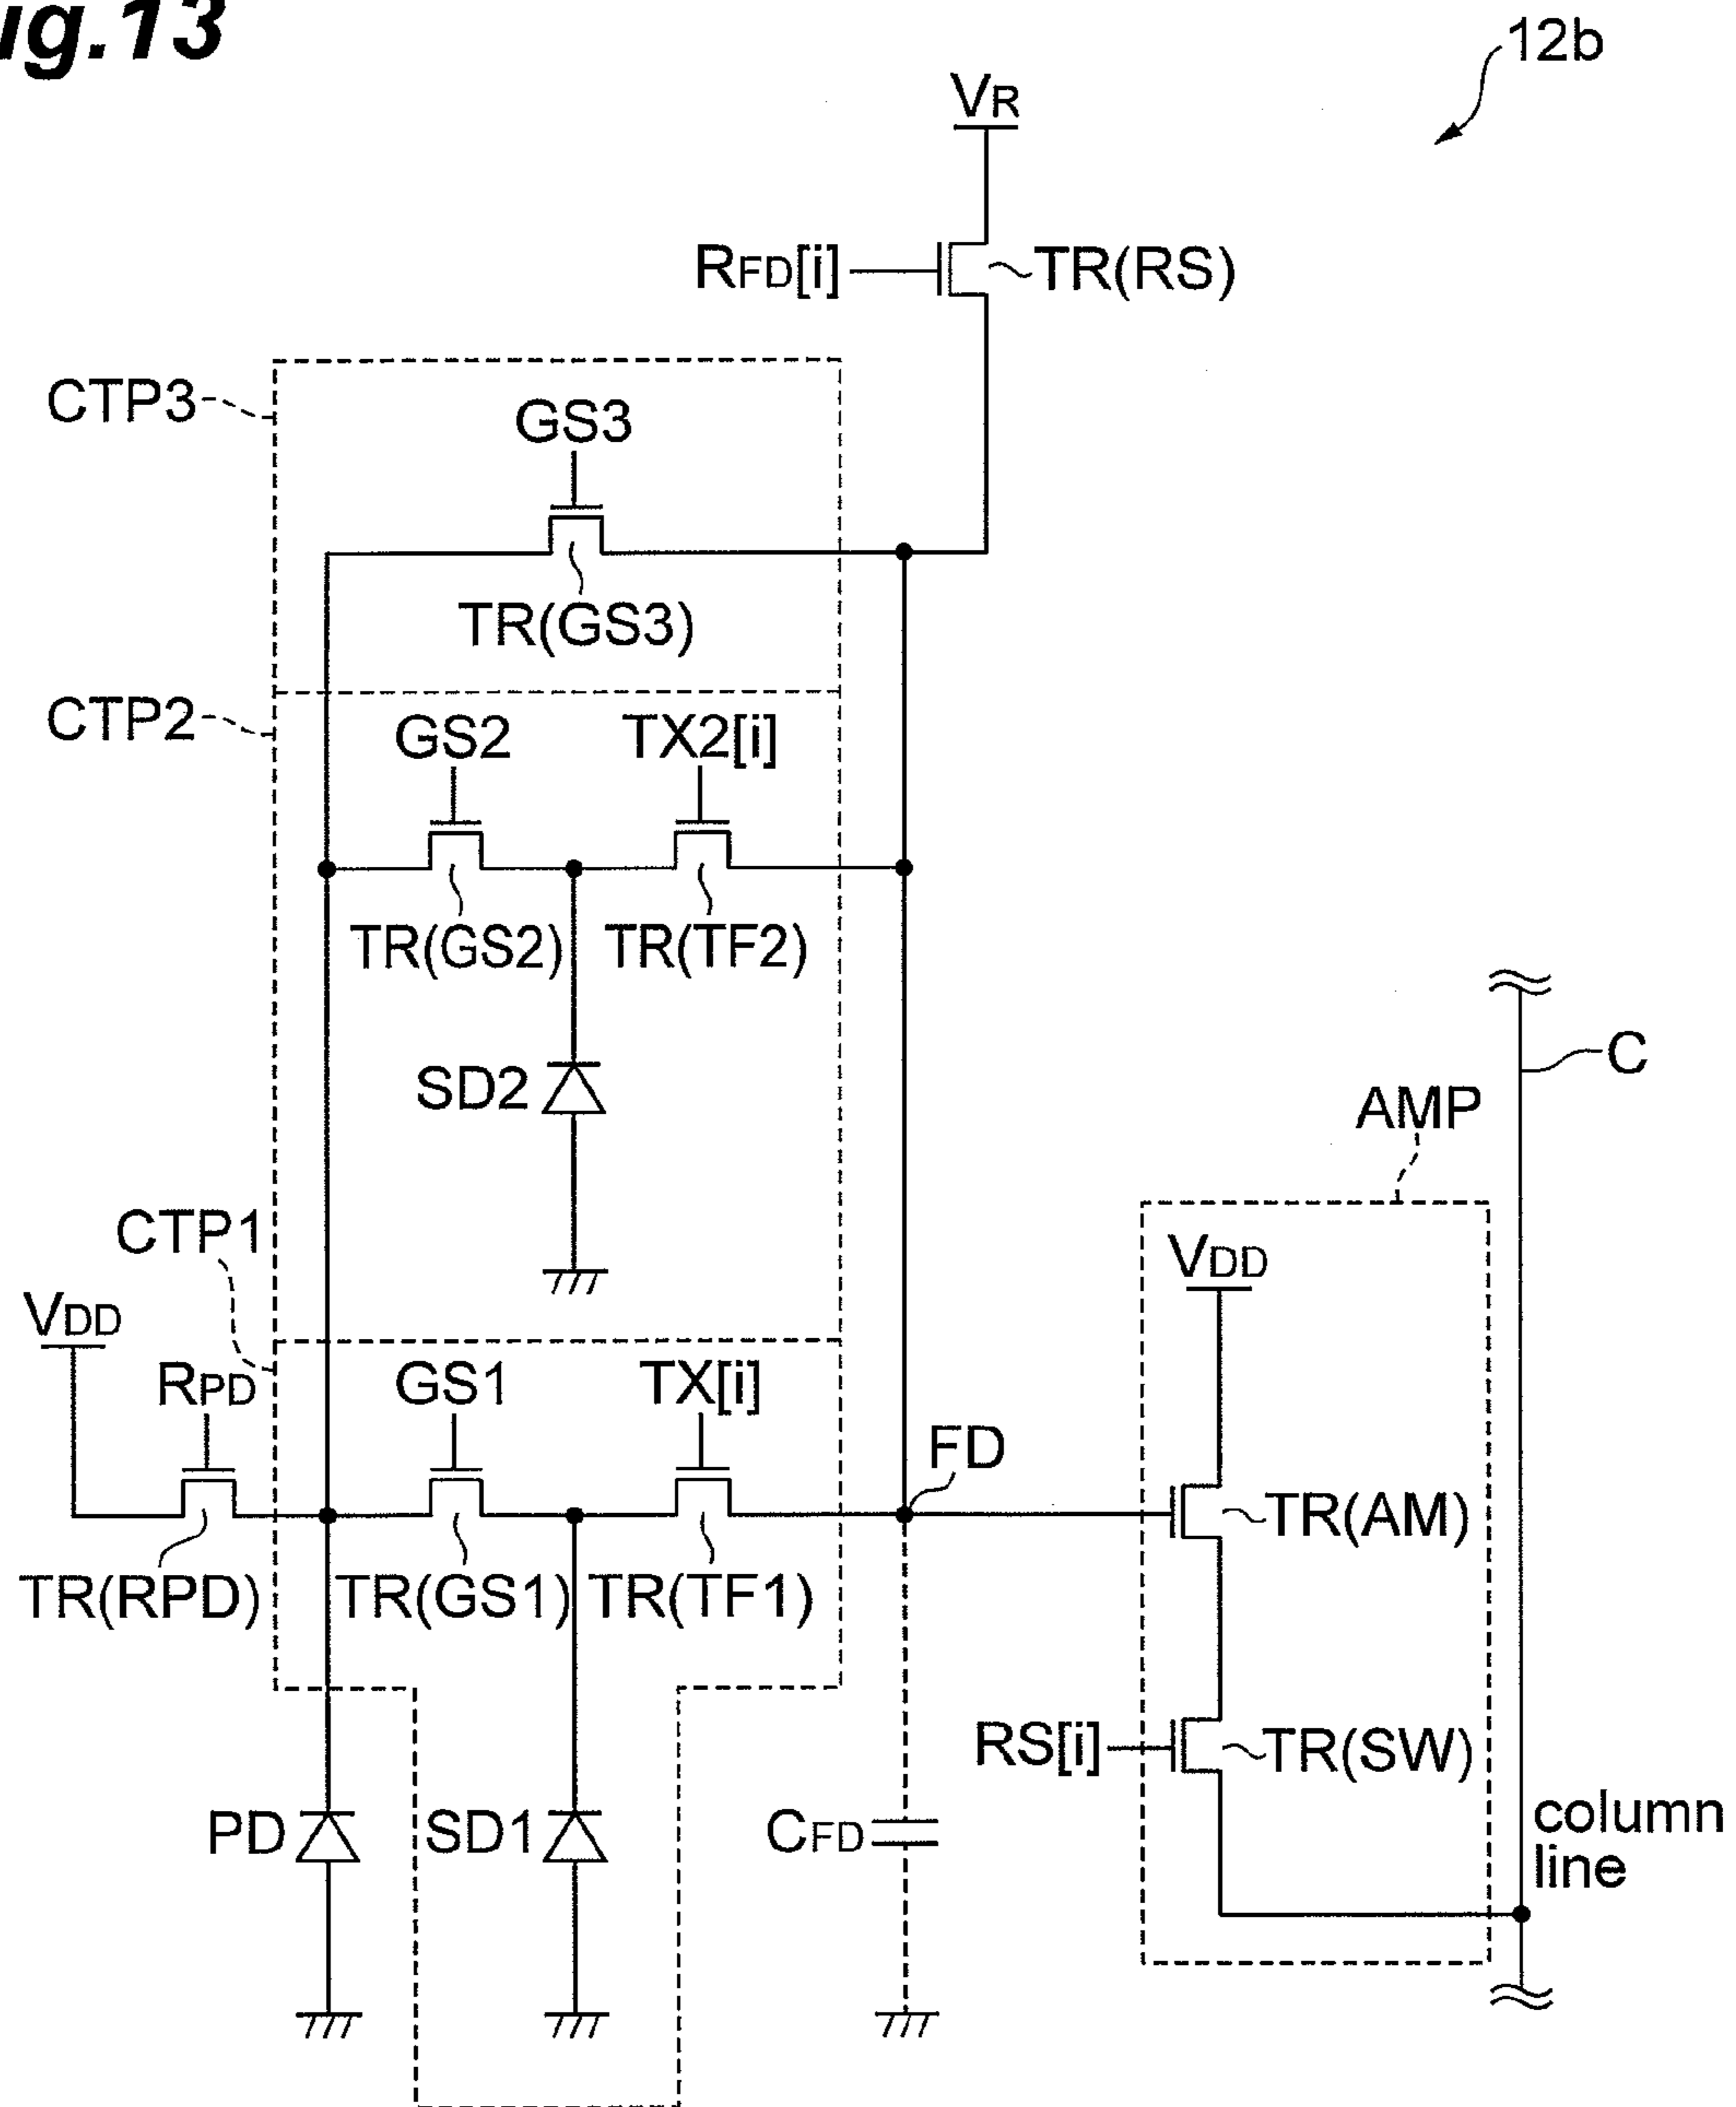 ig.13
12b
VR
RFD[i]
TR(RS)
CTP3
GS3
TR(GS3)
CTP2
GS2
TX2[i]
TR(GS2)
TR(TF2)
SD2
C
AMP
CTP1
VDD
VDD
RPD
GS1
TX[i]
FD
TR(AM)
TR(RPD)
TR(GS1)
TR(TF1)
RS[i]
TR(SW)
PD
SD1
CFD
column
line